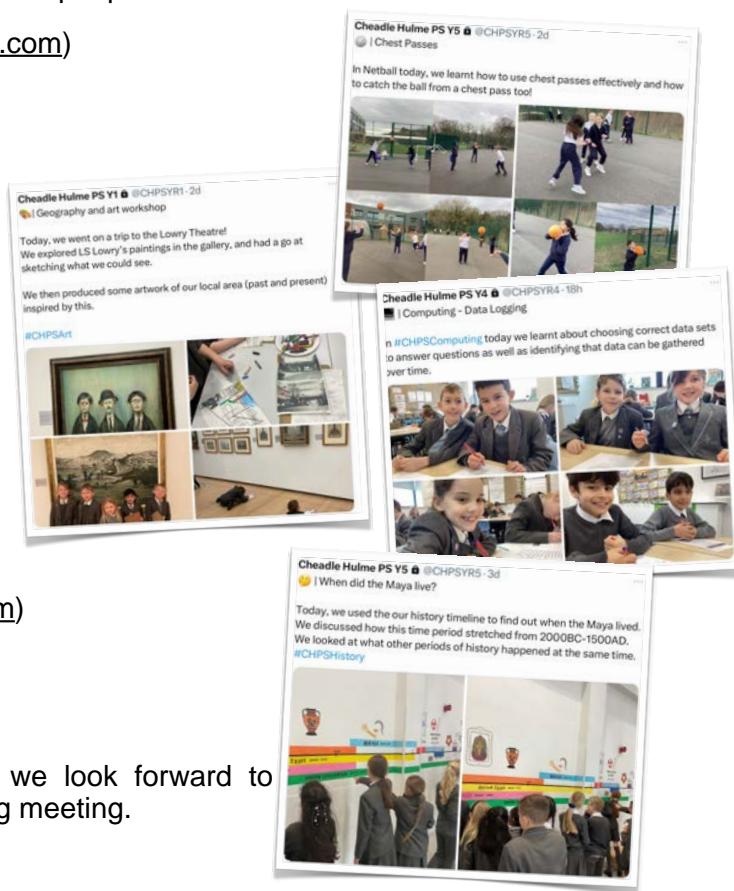 .com)
Cheadle Hulme PS Y5 @CHPSYR5·2d
| Chest Passes
In Netball today, we learnt how to use chest passes effectively and how
to catch the ball from a chest pass too!
Cheadle Hulme PS Y1 @CHPSYR1·2d
| Geography and art workshop
Today, we went on a trip to the Lowry Theatre!
We explored LS Lowry's paintings in the gallery, and had a go at
sketching what we could see.
We then produced some artwork of our local area (past and present)
inspired by this.
#CHPSArt
Cheadle Hulme PS Y4 @CHPSYR4·18h
| Computing - Data Logging
n #CHPSComputing today we learnt about choosing correct data sets
to answer questions as well as identifying that data can be gathered
over time.
Cheadle Hulme PS Y5 @CHPSYR5·3d
| When did the Maya live?
Today, we used the our history timeline to find out when the Maya lived.
We discussed how this time period stretched from 2000BC-1500AD.
We looked at what other periods of history happened at the same time.
#CHPSHistory
m)
we look forward to
g meeting.